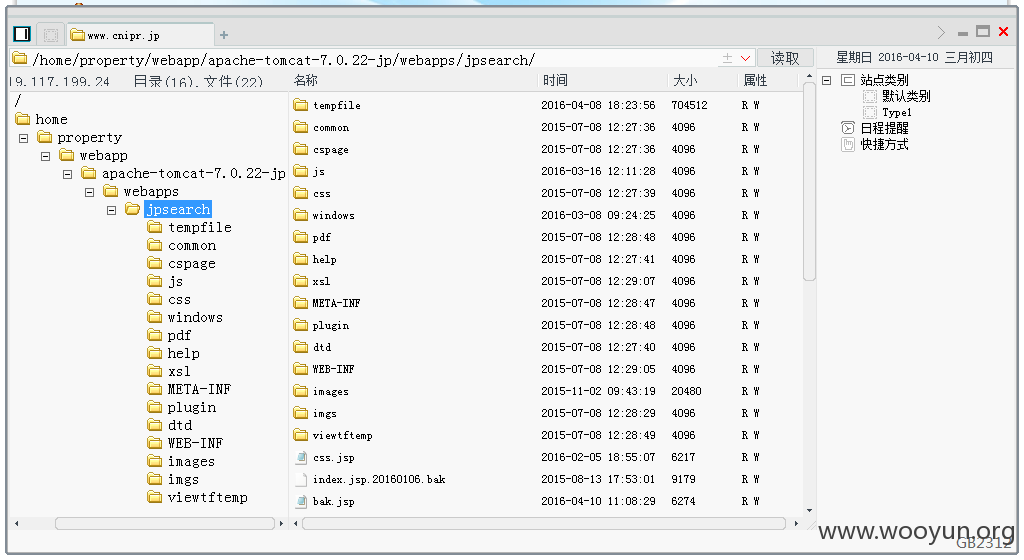 www.cnipr.jp
/home/property/webapp/apache-tomcat-7.0.22-jp/webapps/jpsearch/
读取
星期日 2016-04-10 三月初四
19.117.199.24 目录(16),文件(22)
名称 时间 大小 属性
/
home
property
webapp
apache-tomcat-7.0.22-jp
webapps
jpsearch
tempfile
common
cspage
js
css
windows
pdf
help
xsl
META-INF
plugin
dtd
WEB-INF
images
imgs
viewtftemp
tempfile 2016-04-08 18:23:56 704512 R W
common 2015-07-08 12:27:36 4096 R W
cspage 2015-07-08 12:27:36 4096 R W
js 2016-03-16 12:11:28 4096 R W
css 2015-07-08 12:27:39 4096 R W
windows 2016-03-08 09:24:25 4096 R W
pdf 2015-07-08 12:28:48 4096 R W
help 2015-07-08 12:27:41 4096 R W
xsl 2015-07-08 12:29:07 4096 R W
META-INF 2015-07-08 12:28:47 4096 R W
plugin 2015-07-08 12:28:48 4096 R W
dtd 2015-07-08 12:27:40 4096 R W
WEB-INF 2015-07-08 12:29:05 4096 R W
images 2015-11-02 09:43:19 20480 R W
imgs 2015-07-08 12:28:29 4096 R W
viewtftemp 2015-07-08 12:28:49 4096 R W
css.jsp 2016-02-05 18:55:07 6217 R W
index.jsp.20160106.bak 2015-08-13 17:53:01 9179 R W
bak.jsp 2016-04-10 11:08:29 6274 R W
站点类别
默认类别
Type1
日程提醒
快捷方式
www.wooyun.org
GB2312